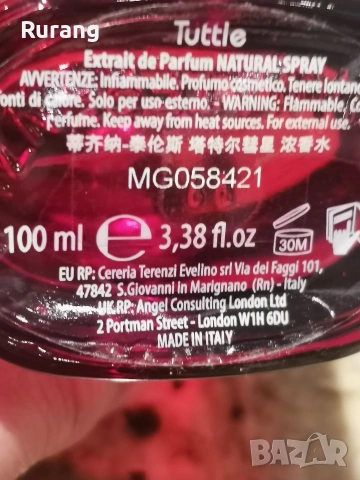 Rurang
Tuttle
Extrait de Parfum NATURAL SPRAY
AVVERTENZE: Infiammabile. Profumo cosmetico. Tenere lontano
fonti di calore. Solo per uso esterno. - WARNING: Flammable. Co
perfume. Keep away from heat sources. For external use.
蒂齐纳-泰伦斯 塔特尔彗星 浓香水
MG058421
100 ml e 3,38 fl.oz 30M
EU RP: Cereria Terenzi Evelino srl Via dei Faggi 101,
47842 S.Giovanni in Marignano (Rn) - Italy
UK.RP: Angel Consulting London Ltd
2 Portman Street - London W1H 6DU
MADE IN ITALY
BAZAR